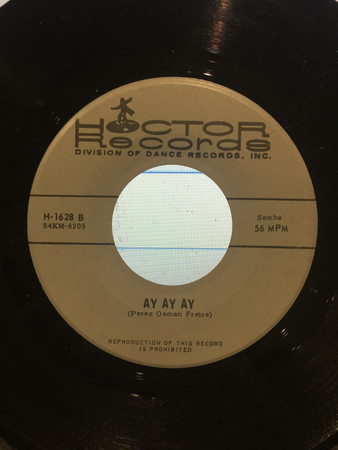 HOCTOR
Records
DIVISION OF DANCE RECORDS, INC.
H-1628 B
S4KM-6205
Samba
56 MPM
AY AY AY
(Perez Osman Freire)
REPRODUCTION OF THIS RECORD
IS PROHIBITED